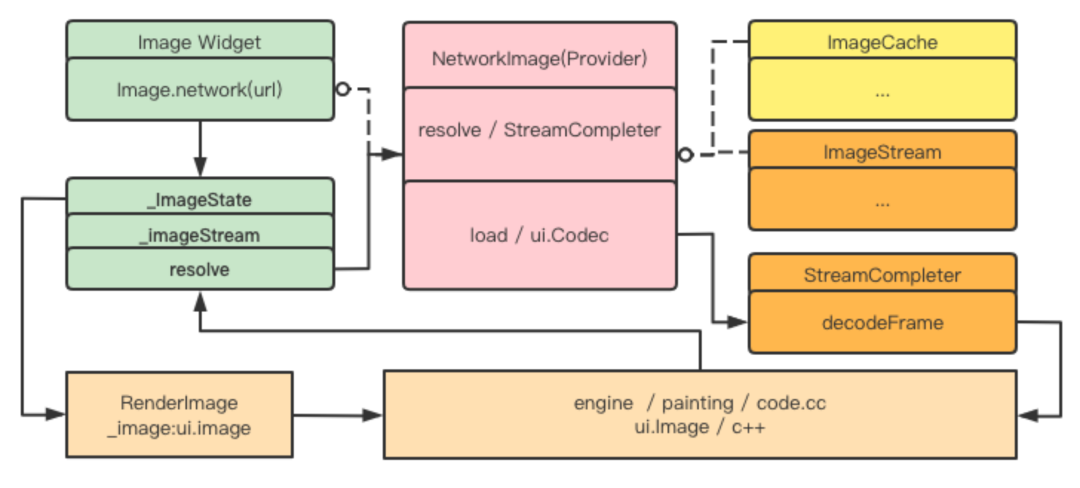 Image Widget
Image.network(url)
_ImageState
_imageStream
resolve
NetworkImage(Provider)
resolve / StreamCompleter
load / ui.Codec
ImageCache
...
ImageStream
...
StreamCompleter
decodeFrame
RenderImage
_image:ui.image
engine / painting / code.cc
ui.Image / c++